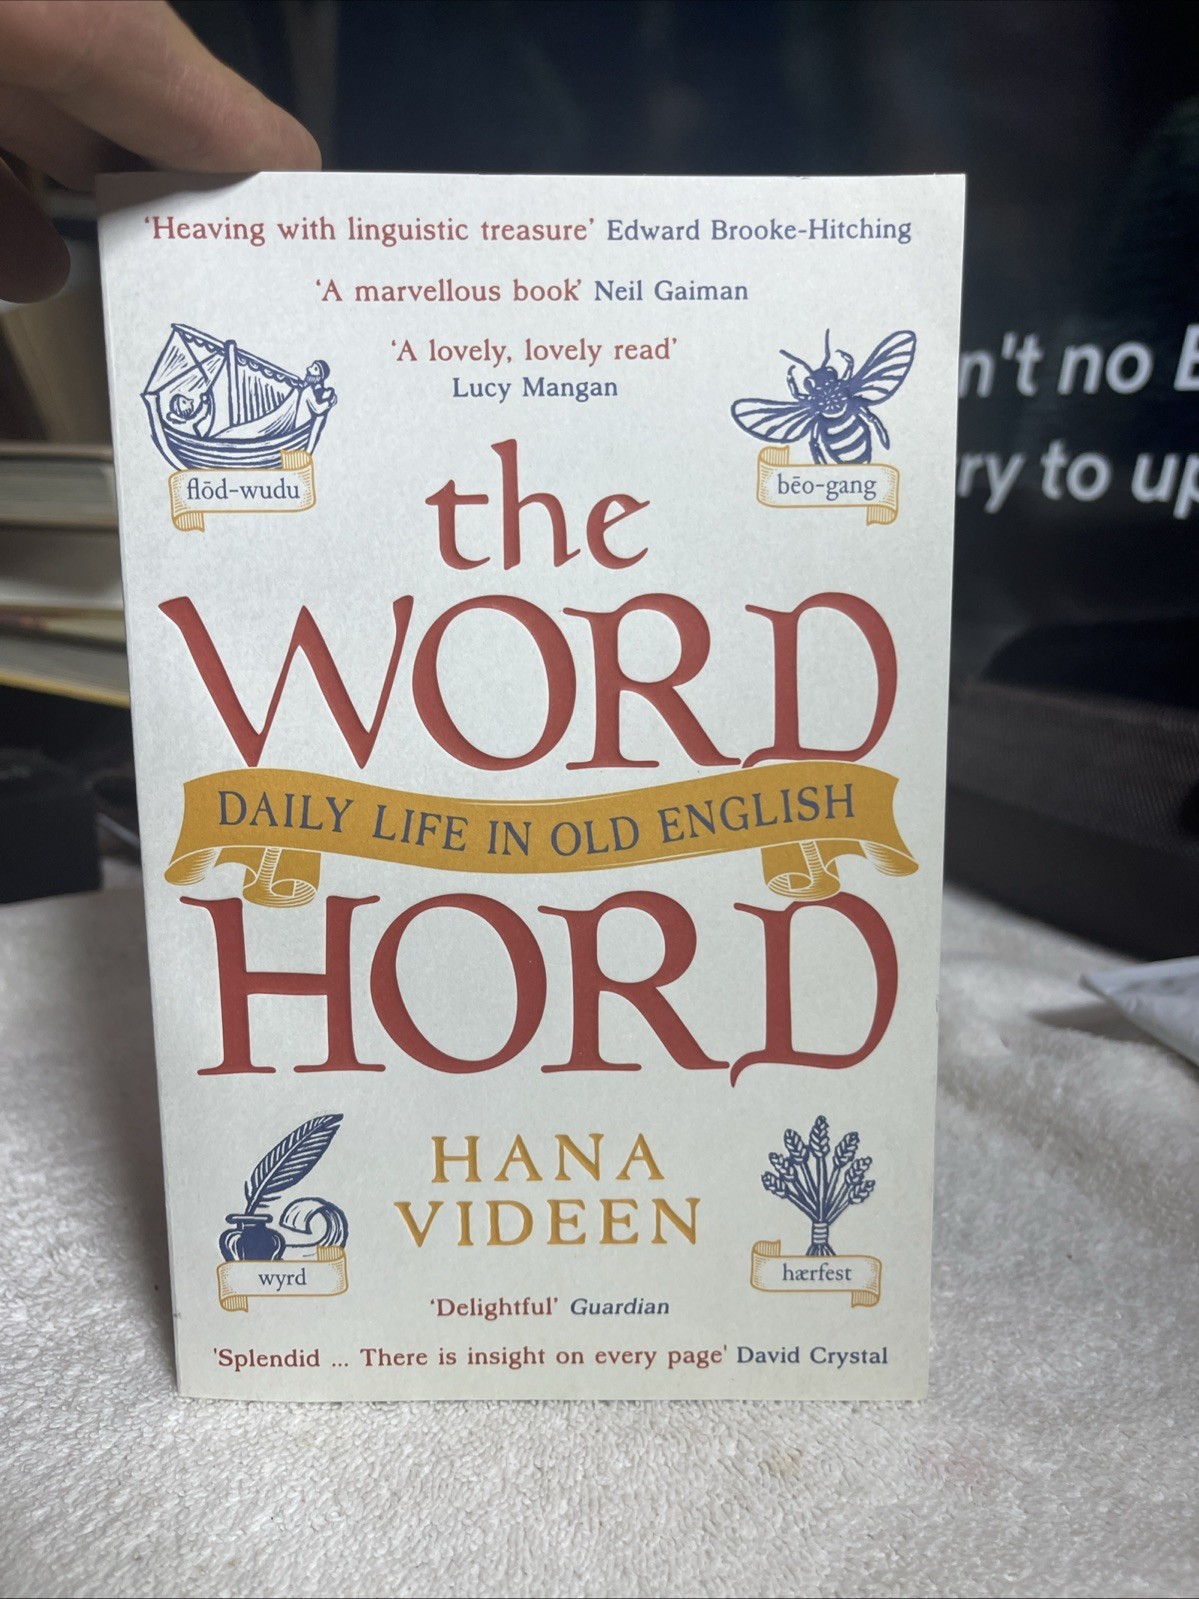 'Heaving with linguistic treasure' Edward Brooke-Hitching
'A marvellous book' Neil Gaiman
'A lovely, lovely read'
Lucy Mangan
flōd-wudu
bēo-gang
the
WORD
DAILY LIFE IN OLD ENGLISH
HORD
HANA
VIDEEN
wyrd
hærfest
'Delightful' Guardian
'Splendid ... There is insight on every page' David Crystal
n't no
ry to up